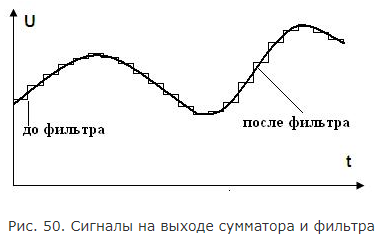 U
до фильтра
после фильтра
t
Рис. 50. Сигналы на выходе сумматора и фильтра